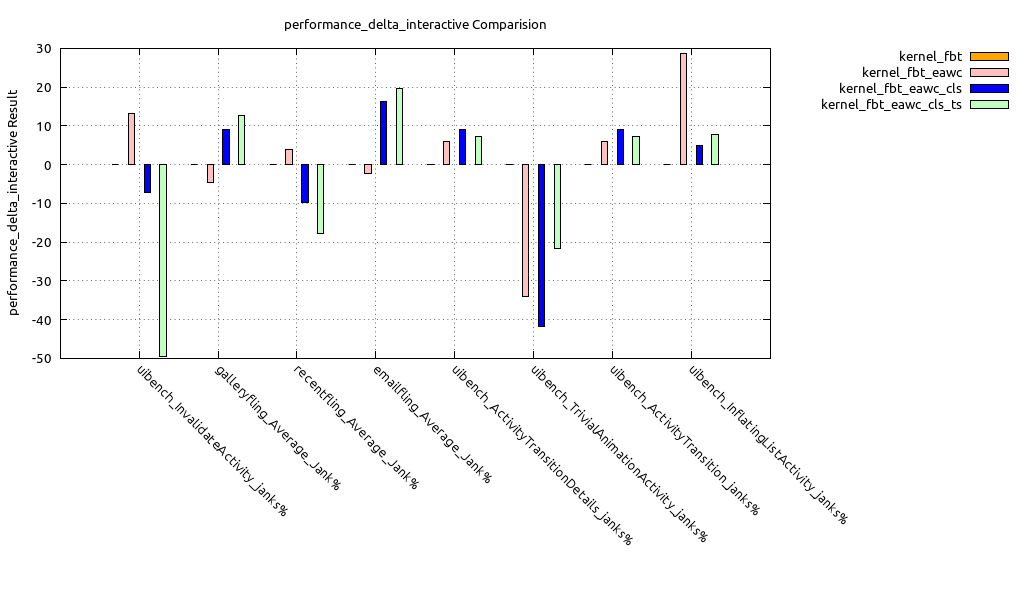 performance_delta_interactive Comparision
kernel_fbt
kernel_fbt_eawc
kernel_fbt_eawc_cls
kernel_fbt_eawc_cls_ts
performance_delta_interactive Result
30
20
10
0
-10
-20
-30
-40
-50
uibench_InvalidateActivity_janks%
galleryfling_Average_Jank%
recentfling_Average_Jank%
emailfling_Average_Jank%
uibench_ActivityTransitionDetails_janks%
uibench_TrivialAnimationActivity_janks%
uibench_ActivityTransition_janks%
uibench_InflatingListActivity_janks%